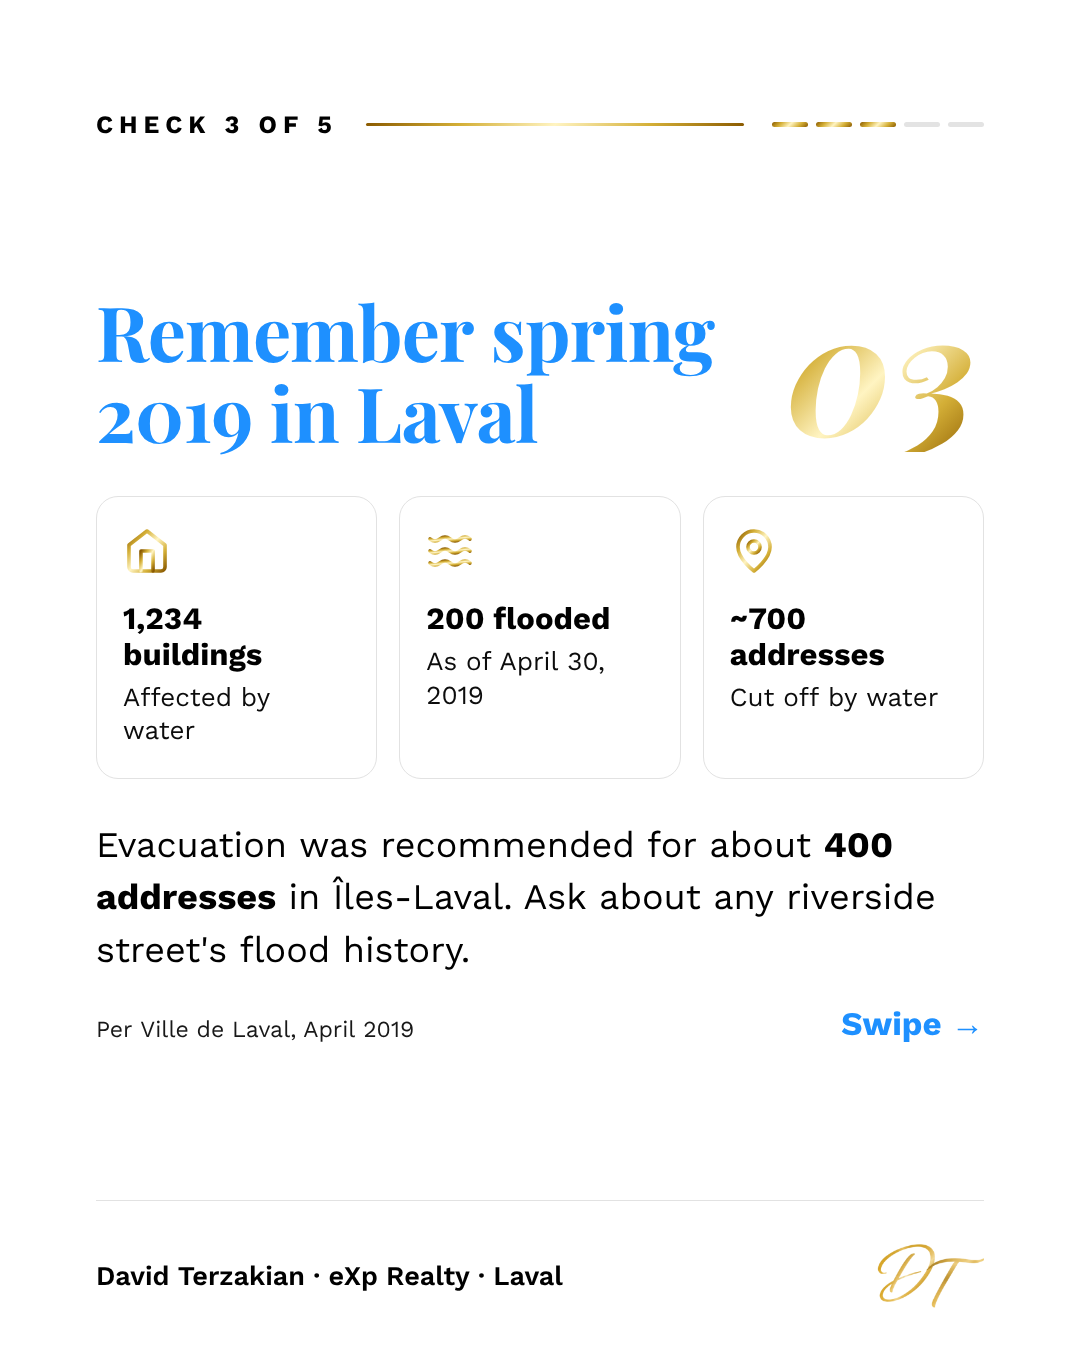 CHECK 3 OF 5
Remember spring
2019 in Laval
03
1,234
buildings
Affected by
water
200 flooded
As of April 30,
2019
~700
addresses
Cut off by water
Evacuation was recommended for about 400
addresses in Îles-Laval. Ask about any riverside
street's flood history.
Per Ville de Laval, April 2019
Swipe →
David Terzakian · eXp Realty · Laval
DT